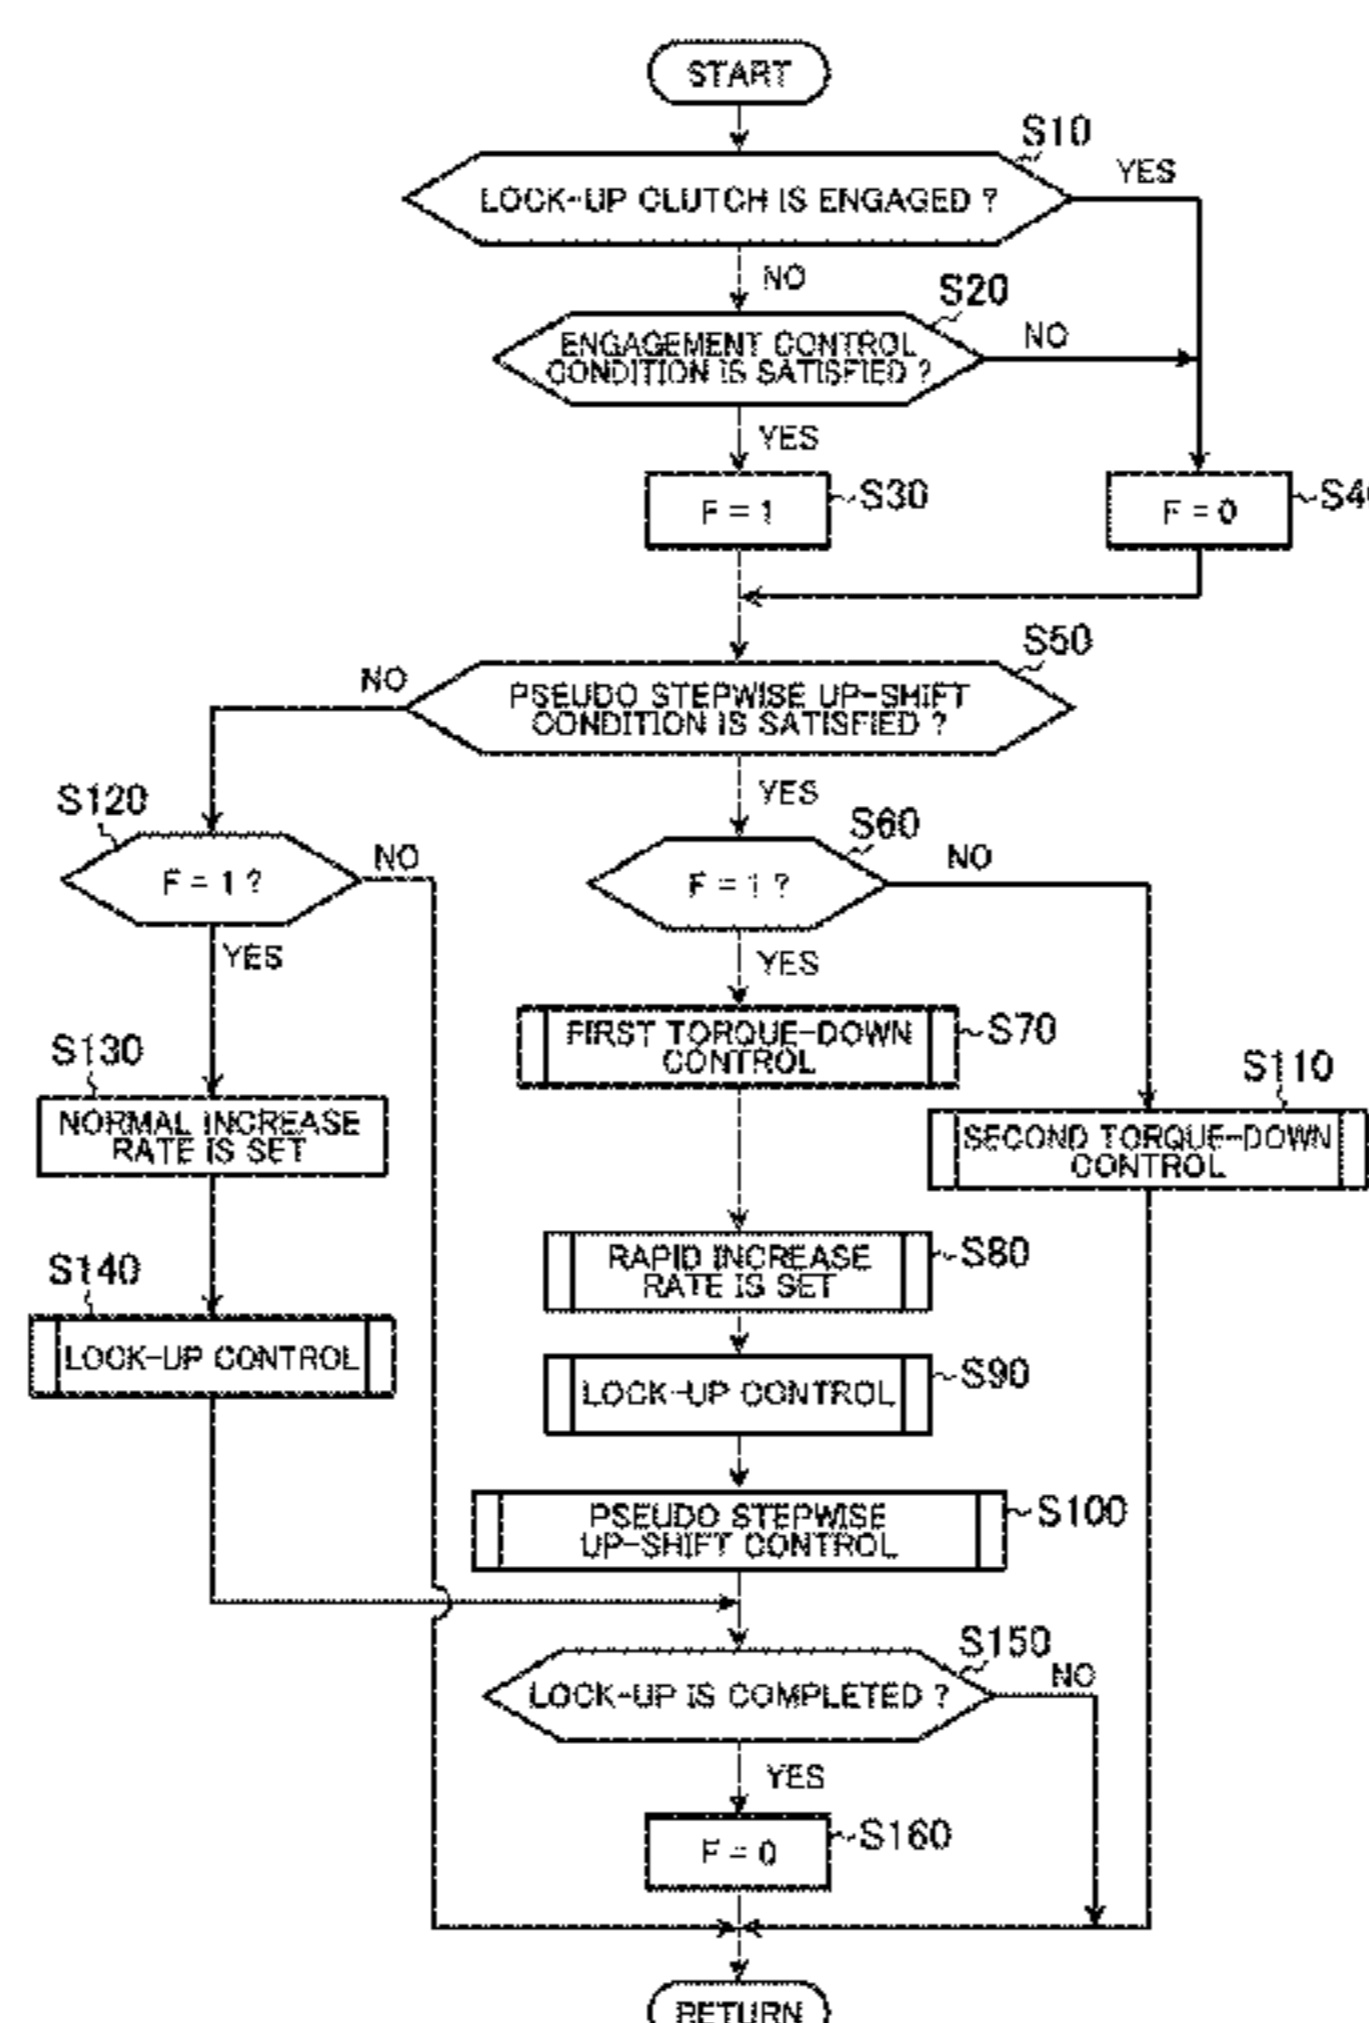 START
S10
YES
LOCK-UP CLUTCH IS ENGAGED ?
NO
S20
ENGAGEMENT CONTROL
CONDITION IS SATISFIED ?
NO
YES
F = 1
S30
F = 0
S50
NO
PSEUDO STEPWISE UP-SHIFT
CONDITION IS SATISFIED ?
YES
S120
F = 1 ?
NO
YES
S60
F = 1 ?
NO
YES
FIRST TORQUE-DOWN
CONTROL
S70
S130
NORMAL INCREASE
RATE IS SET
S110
SECOND TORQUE-DOWN
CONTROL
RAPID INCREASE
RATE IS SET
S80
S140
LOCK-UP CONTROL
LOCK-UP CONTROL
S90
PSEUDO STEPWISE
UP-SHIFT CONTROL
S100
S150
NO
LOCK-UP IS COMPLETED ?
YES
F = 0
S160
RETURN